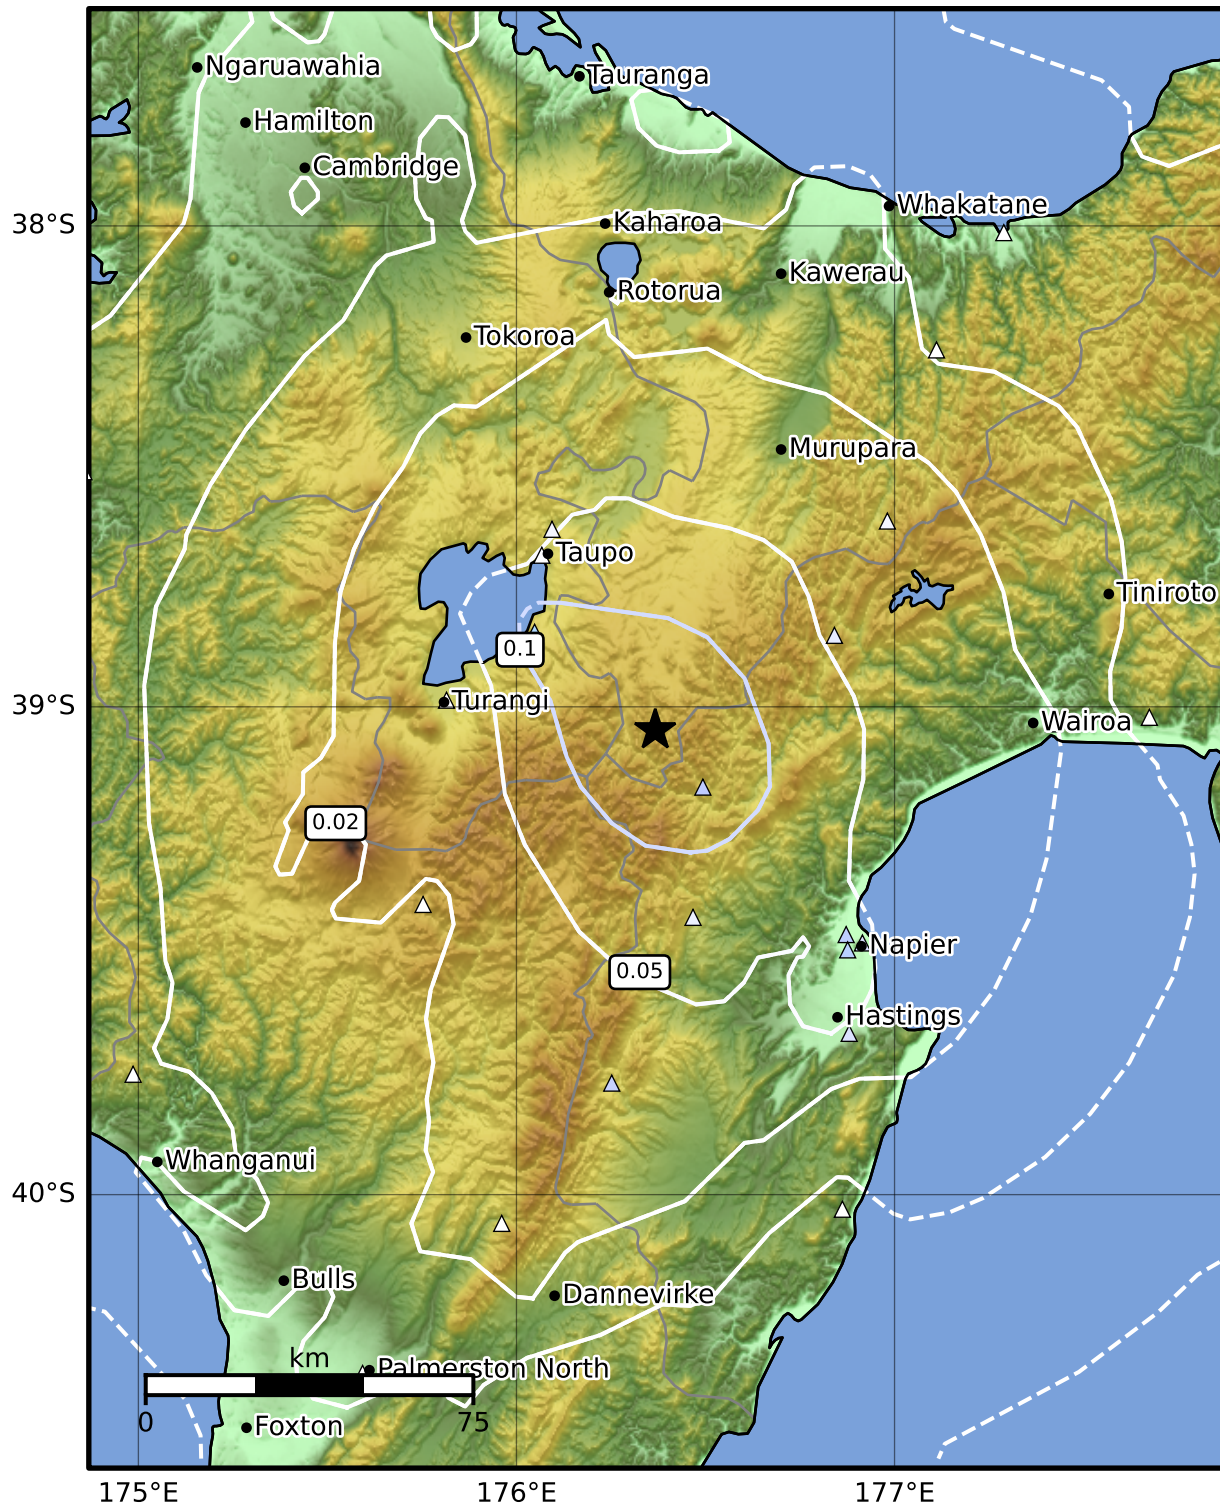 Ngaruawahia
Tauranga
Hamilton
Cambridge
Whakatane
38°S
Kaharoa
Kawerau
Rotorua
Tokoroa
Murupara
Taupo
Tiniroto
0.1
39°S
Turangi
Wairoa
0.02
Napier
0.05
Hastings
Whanganui
40°S
Bulls
Dannevirke
km
Palmerston North
0
75
Foxton
175°E
176°E
177°E